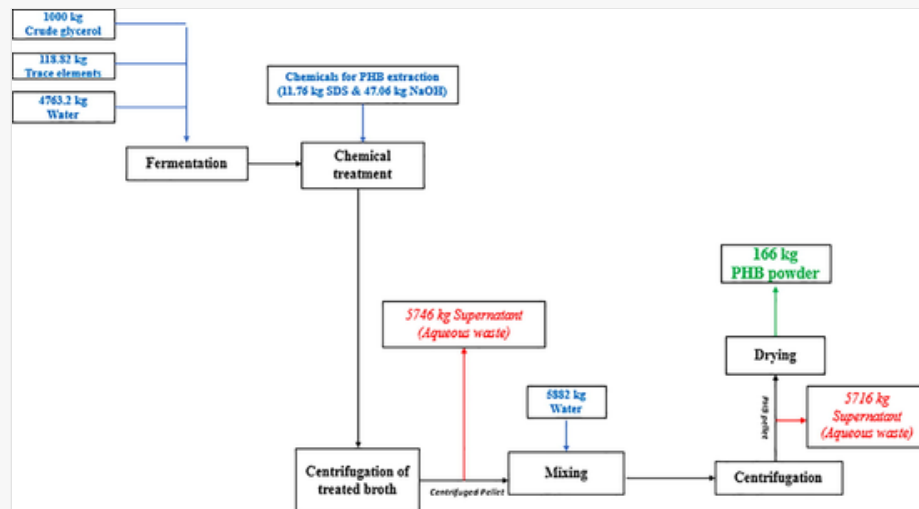 1000 kg
Crude glycerol
118.82 kg
Trace elements
4763.2 kg
Water
Chemicals for PHB extraction
(11.76 kg SDS & 47.06 kg NaOH)
Fermentation
Chemical
treatment
166 kg
PHB powder
5746 kg Supernatant
(Aqueous waste)
Drying
5882 kg
Water
PHB pellet
5716 kg
Supernatant
(Aqueous waste)
Centrifugation of
treated broth
Centrifuged Pellet
Mixing
Centrifugation